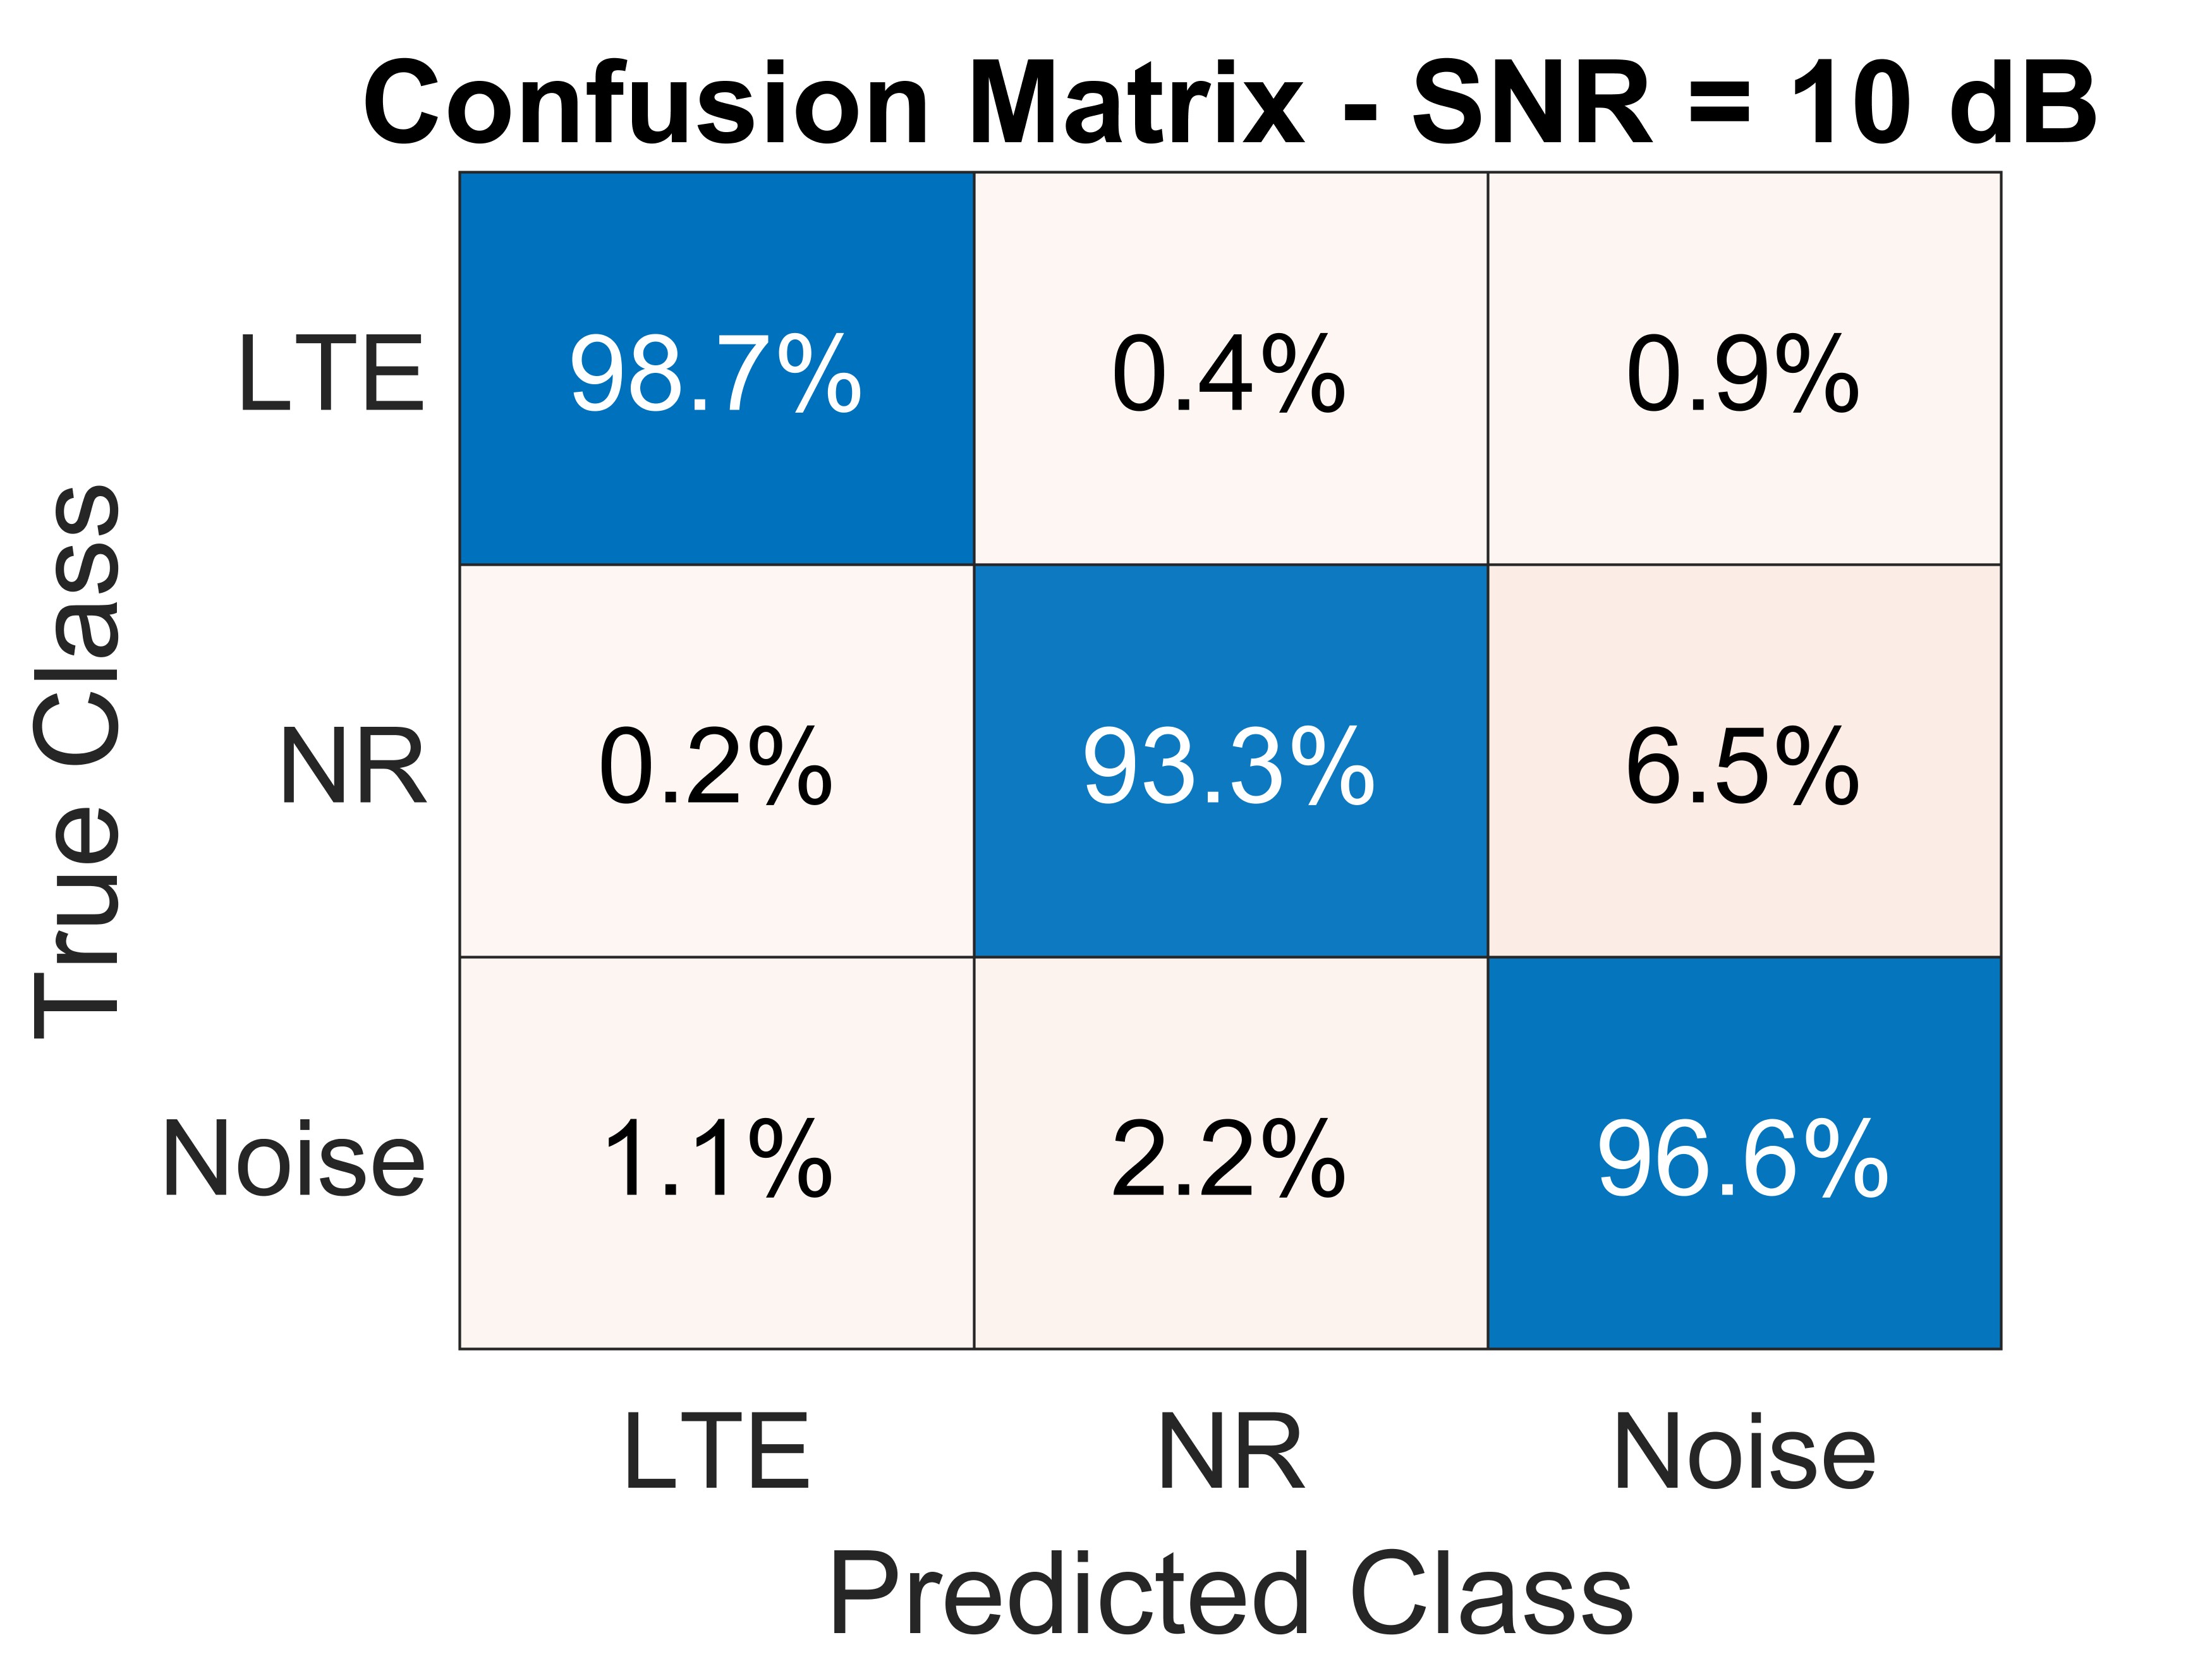 Confusion Matrix - SNR = 10 dB
True Class
LTE 98.7% 0.4% 0.9%
NR 0.2% 93.3% 6.5%
Noise 1.1% 2.2% 96.6%
LTE NR Noise
Predicted Class